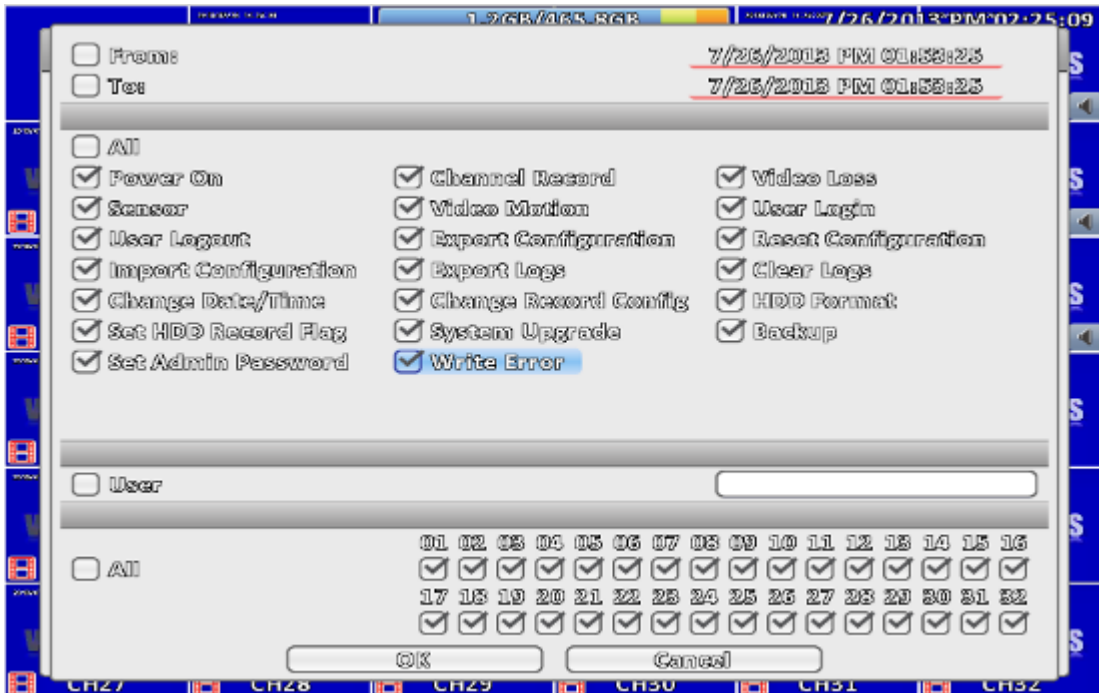 1.2GB/465.8GB 7/26/2013 PM 02:25:09
From: 7/26/2013 PM 01:53:25
To: 7/26/2013 PM 01:53:25
All
Power On Channel Record Video Loss
Sensor Video Motion User Login
User Logout Export Configuration Reset Configuration
Import Configuration Export Logs Clear Logs
Change Date/Time Change Record Config HDD Format
Set HDD Record Flag System Upgrade Backup
Set Admin Password Write Error
User
01 02 03 04 05 06 07 08 09 10 11 12 13 14 15 16
All
17 18 19 20 21 22 23 24 25 26 27 28 29 30 31 32
OK Cancel
CH27 CH28 CH29 CH30 CH31 CH32